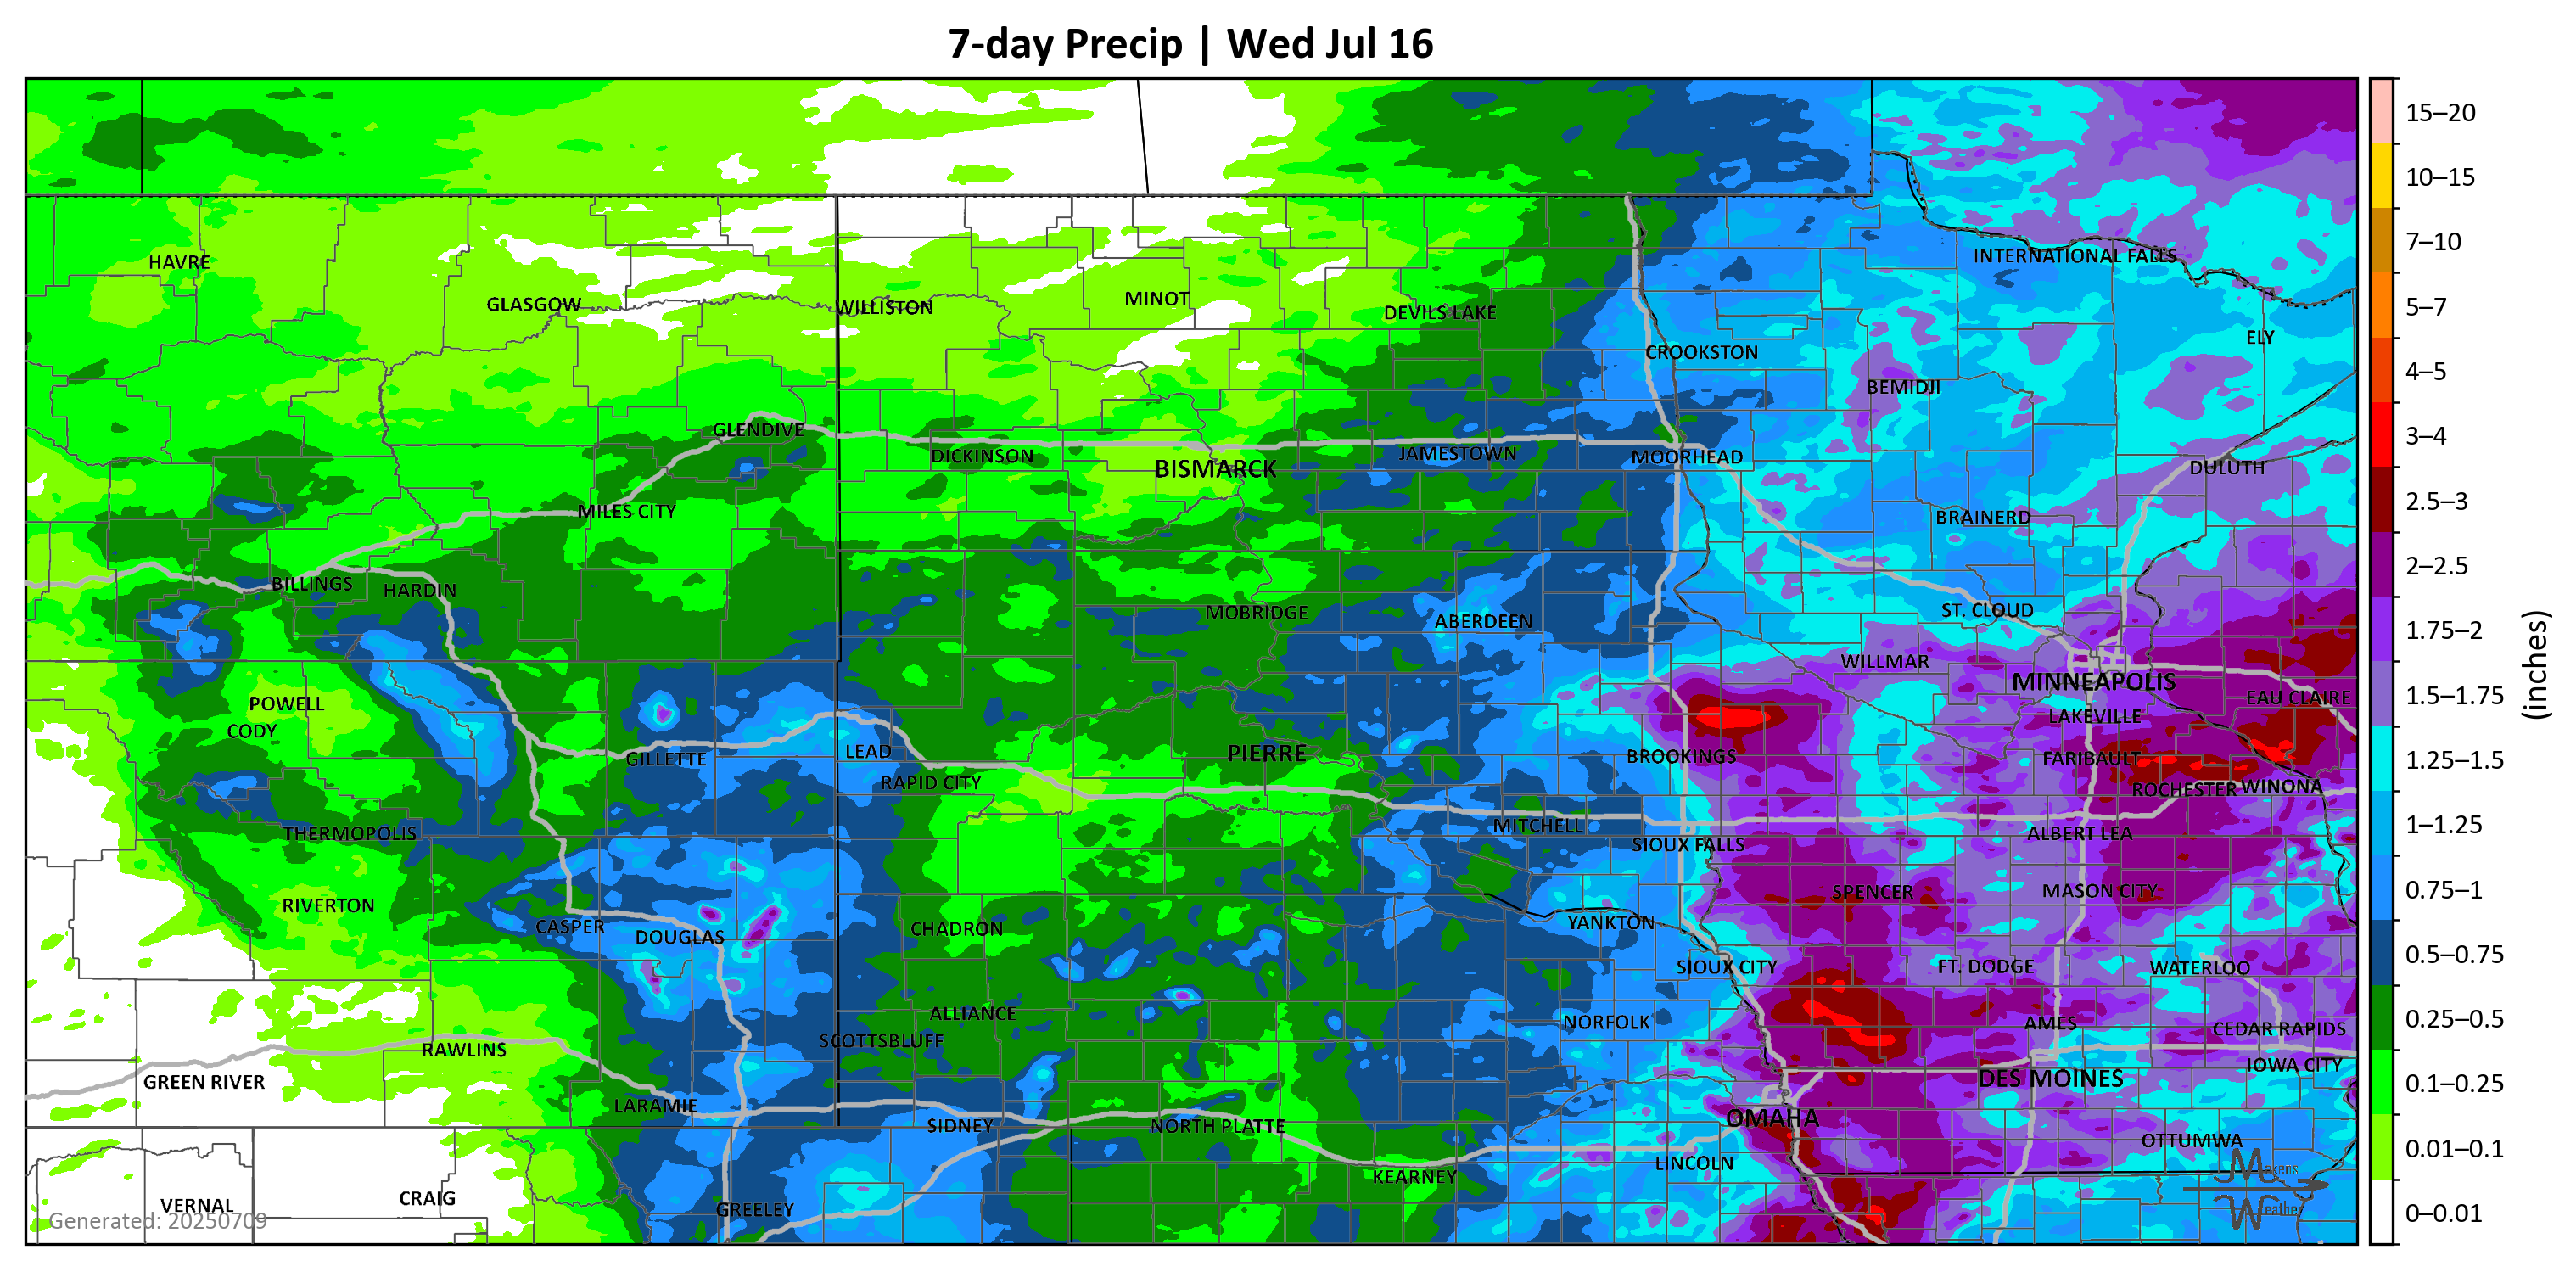 7-day Precip | Wed Jul 16
HAVRE
GLASGOW
WILLISTON
MINOT
DEVILS LAKE
INTERNATIONAL FALLS
ELY
CROOKSTON
BEMIDJI
GLENDIVE
DICKINSON
BISMARCK
JAMESTOWN
MOORHEAD
DULUTH
MILES CITY
BRAINERD
BILLINGS
HARDIN
MOBRIDGE
ABERDEEN
ST. CLOUD
WILLMAR
MINNEAPOLIS
EAU CLAIRE
POWELL
CODY
LAKEVILLE
GILLETTE
LEAD
PIERRE
BROOKINGS
FARIBAULT
RAPID CITY
ROCHESTER
WINONA
THERMOPOLIS
MITCHELL
SIOUX FALLS
ALBERT LEA
RIVERTON
SPENCER
MASON CITY
CASPER
DOUGLAS
CHADRON
YANKTON
SIOUX CITY
FT. DODGE
WATERLOO
ALLIANCE
SCOTTSBLUFF
NORFOLK
AMES
CEDAR RAPIDS
RAWLINS
GREEN RIVER
IOWA CITY
DES MOINES
LARAMIE
SIDNEY
NORTH PLATTE
OMAHA
OTTUMWA
KEARNEY
LINCOLN
VERNAL
CRAIG
GREELEY
Generated: 20250709
Makens
Weather
15–20
10–15
7–10
5–7
4–5
3–4
2.5–3
2–2.5
1.75–2
1.5–1.75
1.25–1.5
1–1.25
0.75–1
0.5–0.75
0.25–0.5
0.1–0.25
0.01–0.1
0–0.01
(inches)